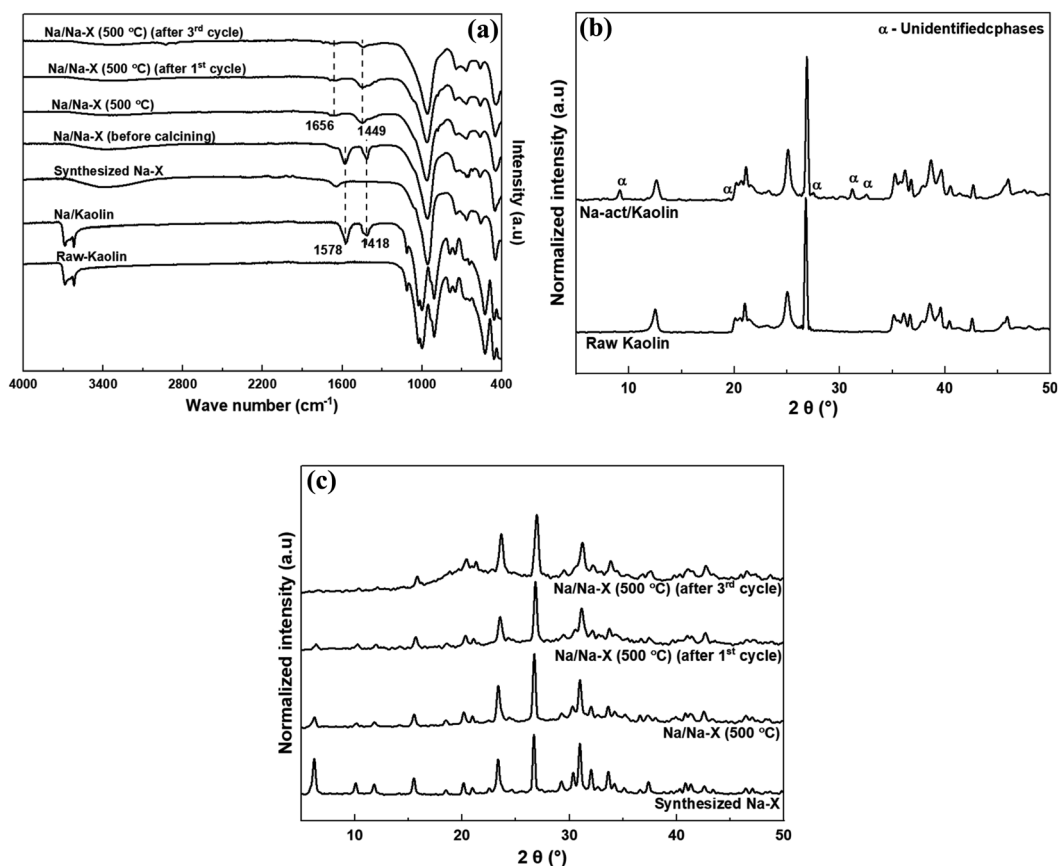 (a)
Na/Na-X (500 °C) (after 3rd cycle)
Na/Na-X (500 °C) (after 1st cycle)
Na/Na-X (500 °C)
1656 1449
Na/Na-X (before calcining)
Synthesized Na-X
Na/Kaolin
1578 1418
Raw-Kaolin
Intensity (a.u)
4000 3400 2800 2200 1600 1000 400
Wave number (cm-1)
(b)
α - Unidentifiedcphases
Normalized intensity (a.u)
α α α α α
Na-act/Kaolin
Raw Kaolin
10 20 30 40 50
2 θ (°)
(c)
Normalized intensity (a.u)
Na/Na-X (500 °C) (after 3rd cycle)
Na/Na-X (500 °C) (after 1st cycle)
Na/Na-X (500 °C)
Synthesized Na-X
10 20 30 40 50
2 θ (°)